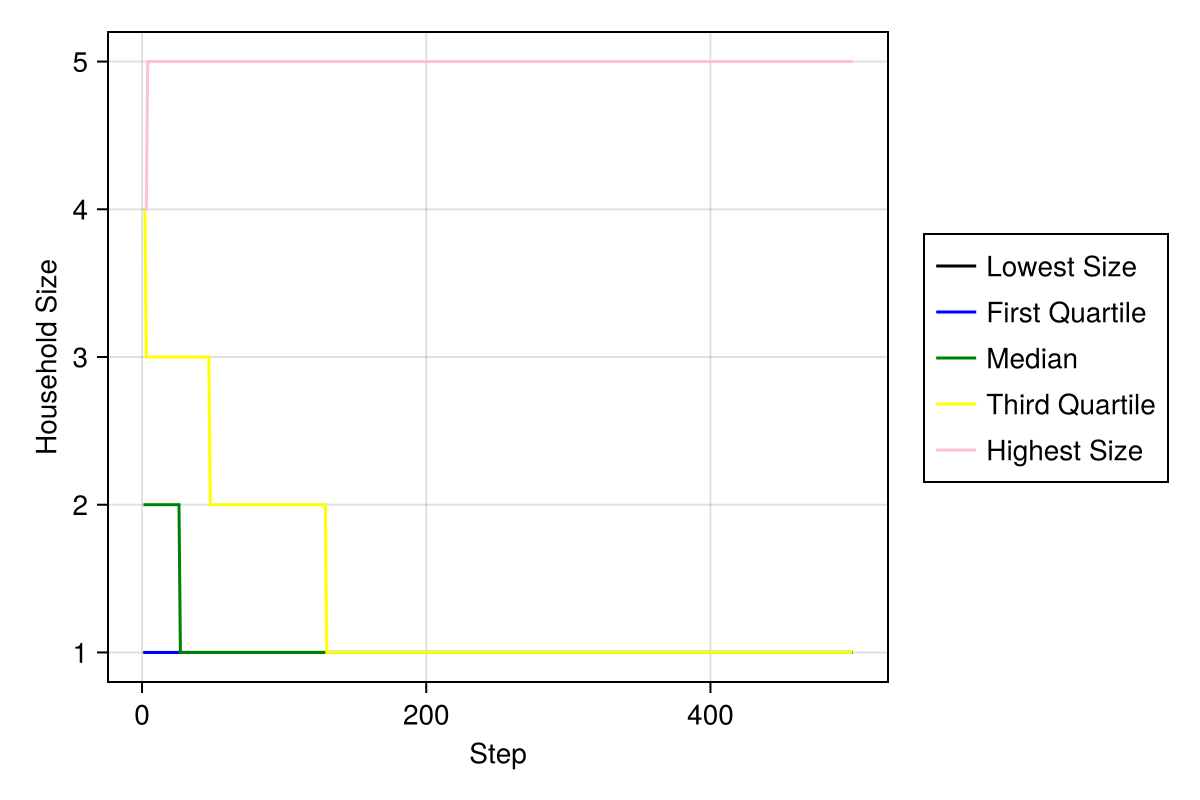 5
4
3
2
1
Household Size
0 200 400
Step
Lowest Size
First Quartile
Median
Third Quartile
Highest Size